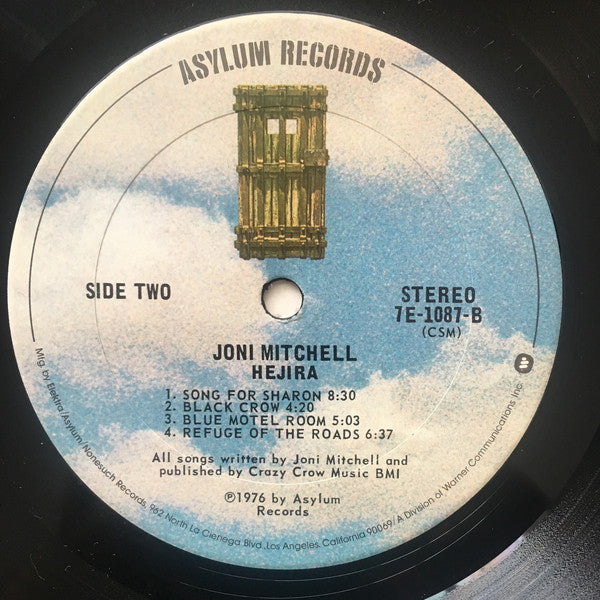 ASYLUM RECORDS
SIDE TWO
STEREO
7E-1087-B
(CSM)
JONI MITCHELL
HEJIRA
1. SONG FOR SHARON 8:30
2. BLACK CROW 4:20
3. BLUE MOTEL ROOM 5:03
4. REFUGE OF THE ROADS 6:37
All songs written by Joni Mitchell and
published by Crazy Crow Music BMI
℗1976 by Asylum
Records
Mfg. by Elektra/Asylum/Nonesuch Records, 962 North La Cienega Blvd., Los Angeles, California 90069/A Division of Warner Communications Inc.